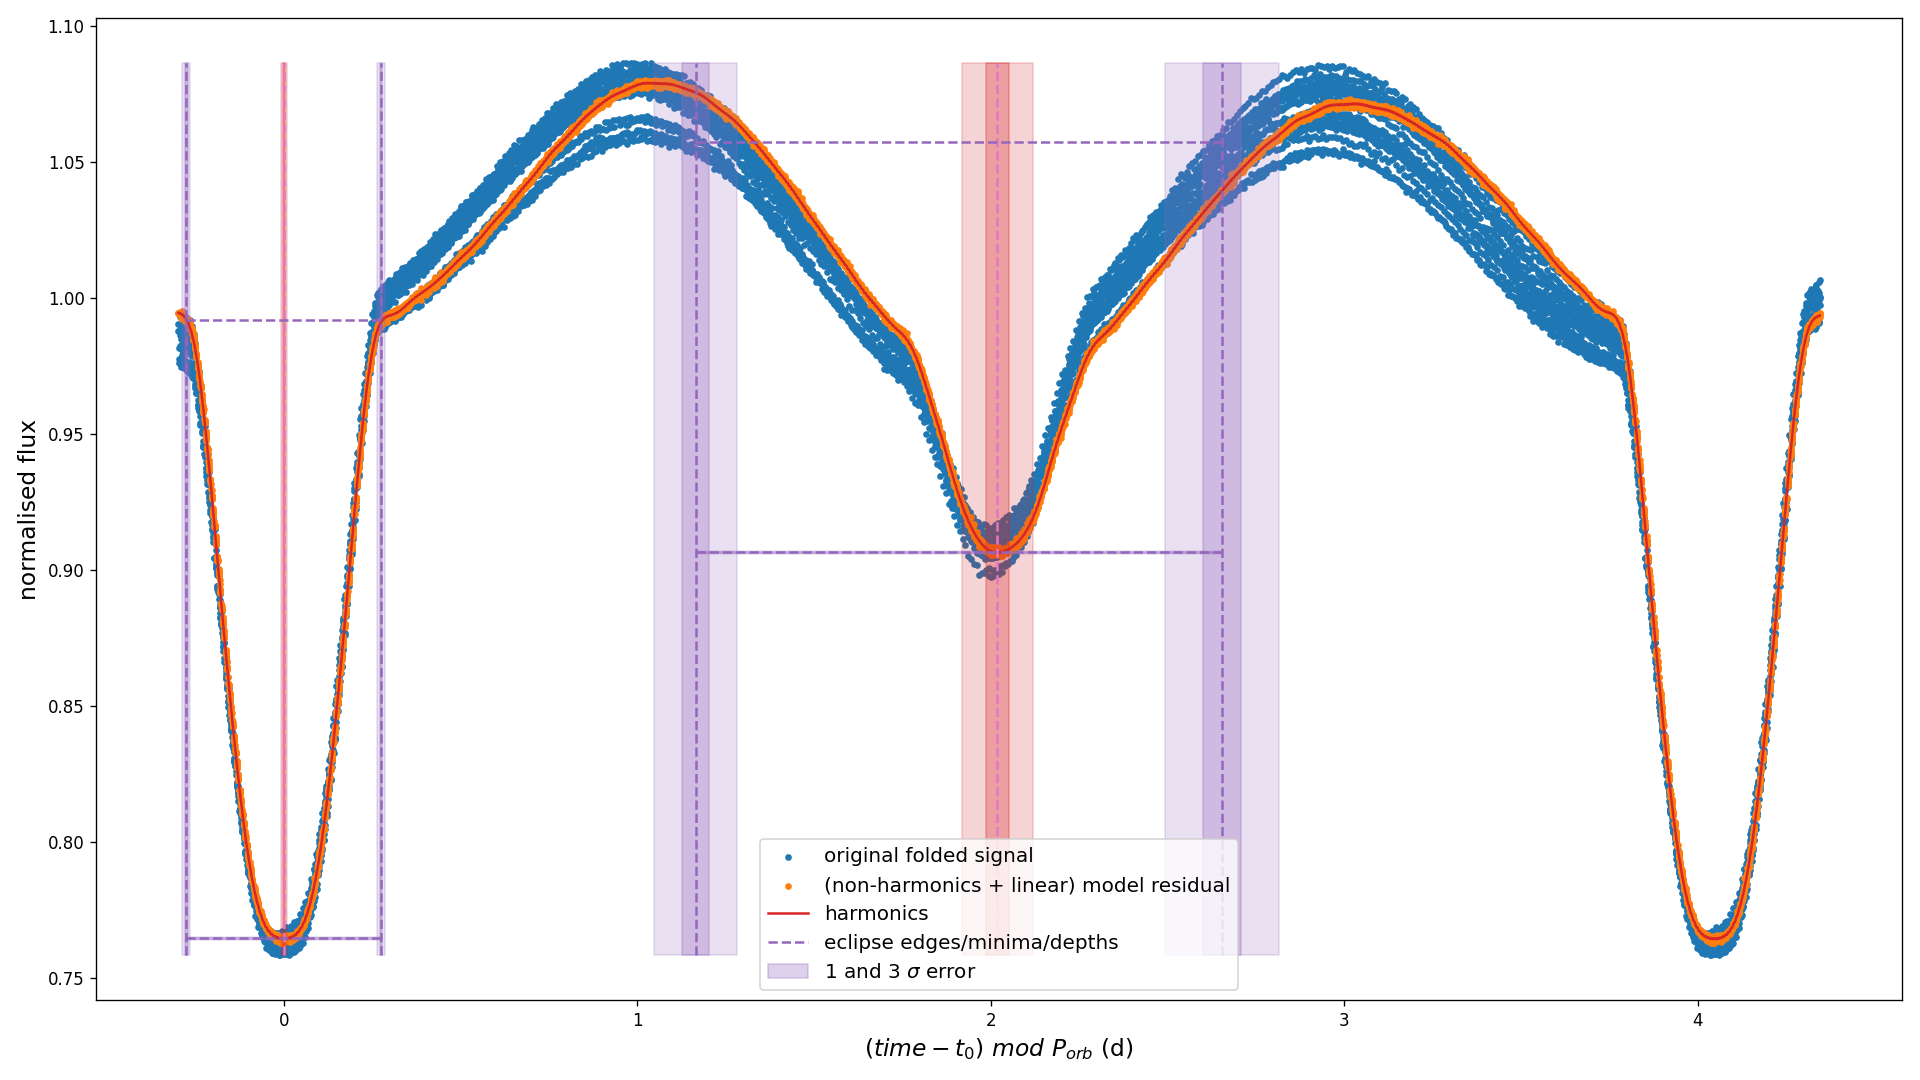 1.10
1.05
1.00
0.95
0.90
0.85
0.80
0.75
normalised flux
original folded signal
(non-harmonics + linear) model residual
harmonics
eclipse edges/minima/depths
1 and 3 σ error
0 1 2 3 4
(time − t₀) mod Pₒᵣb (d)